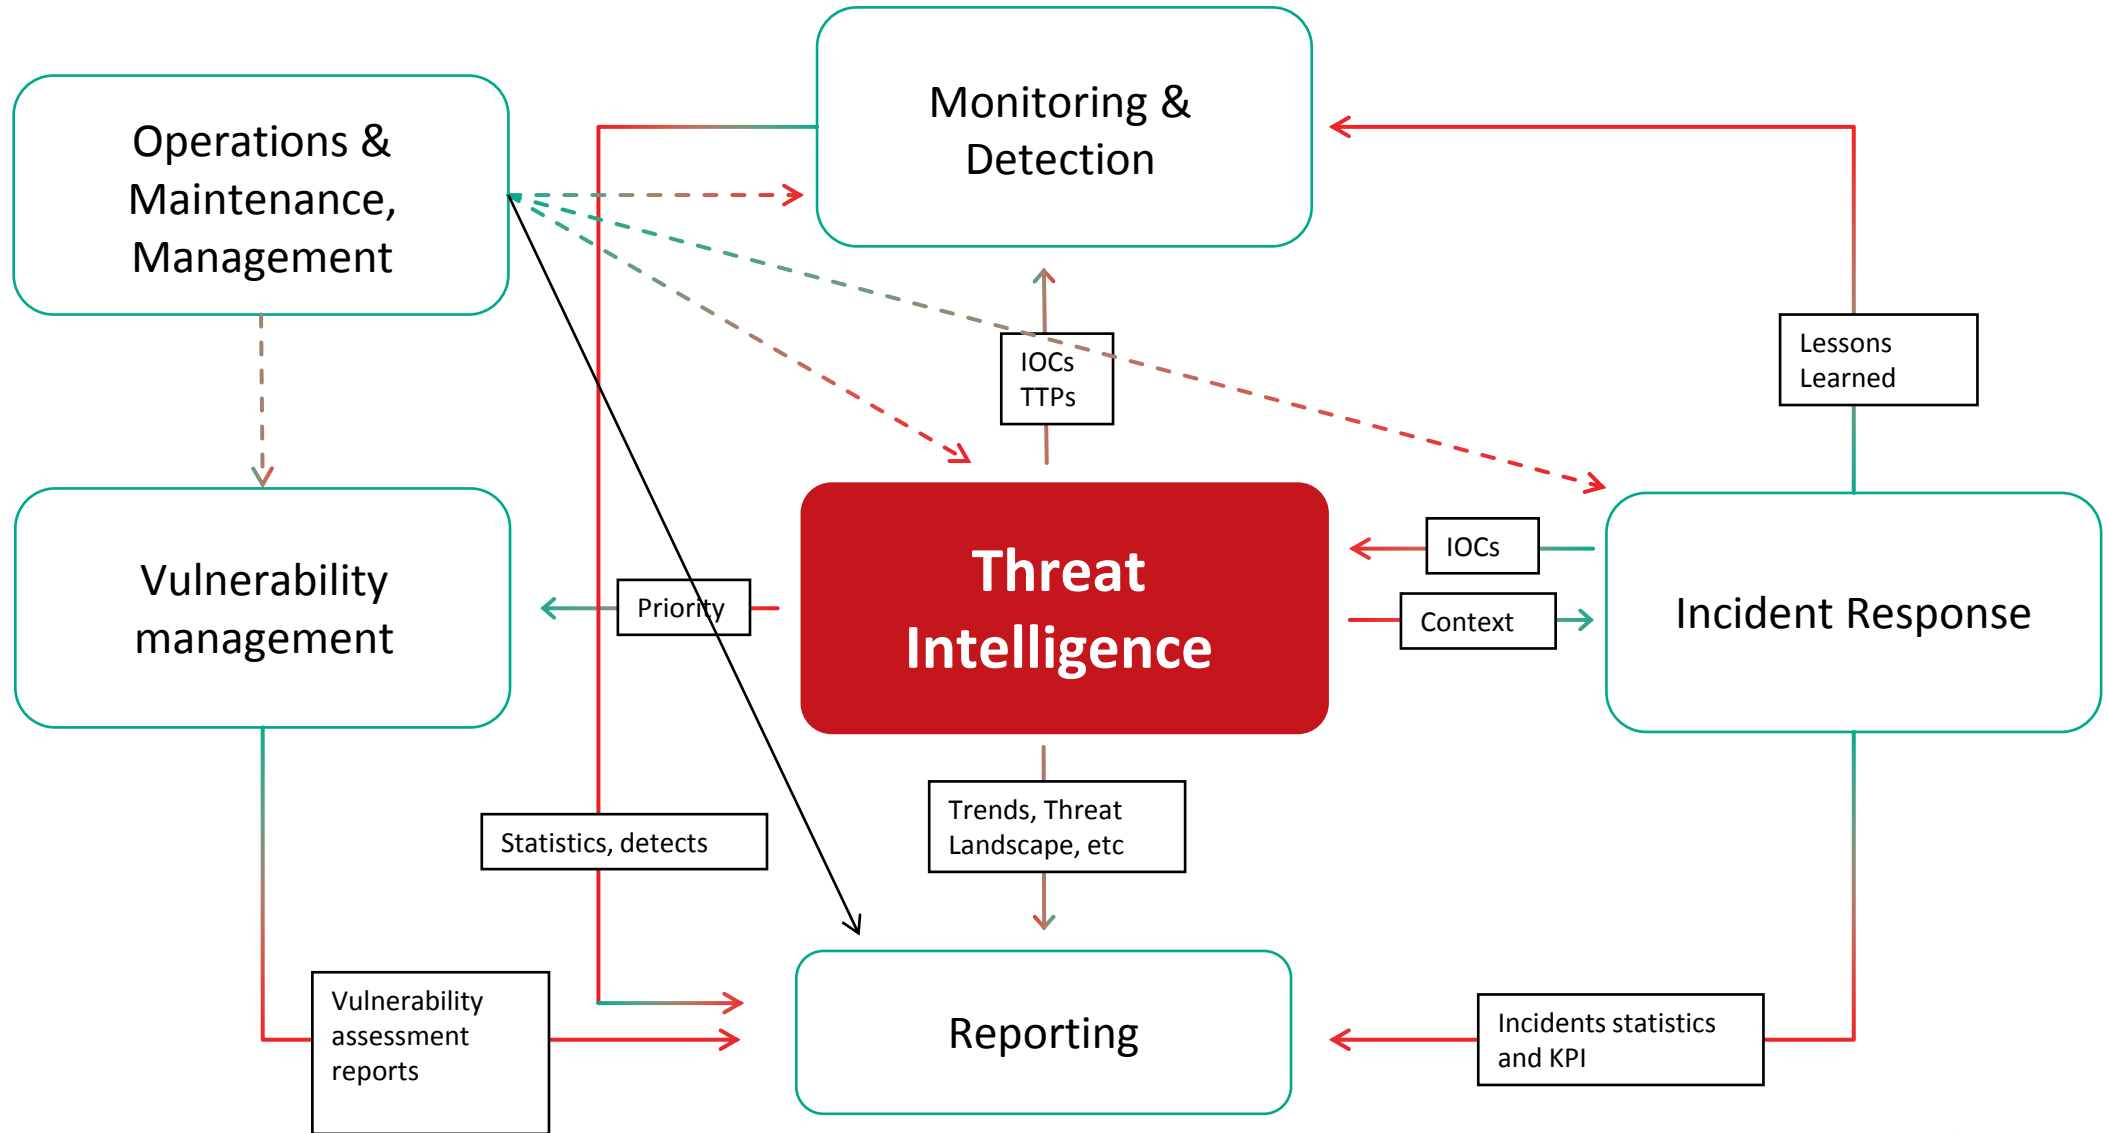 Monitoring &
Detection
Operations &
Maintenance,
Management
IOCs
TTPs
Lessons
Learned
Threat
Intelligence
IOCs
Context
Incident Response
Vulnerability
management
Priority
Statistics, detects
Trends, Threat
Landscape, etc
Vulnerability
assessment
reports
Reporting
Incidents statistics
and KPI